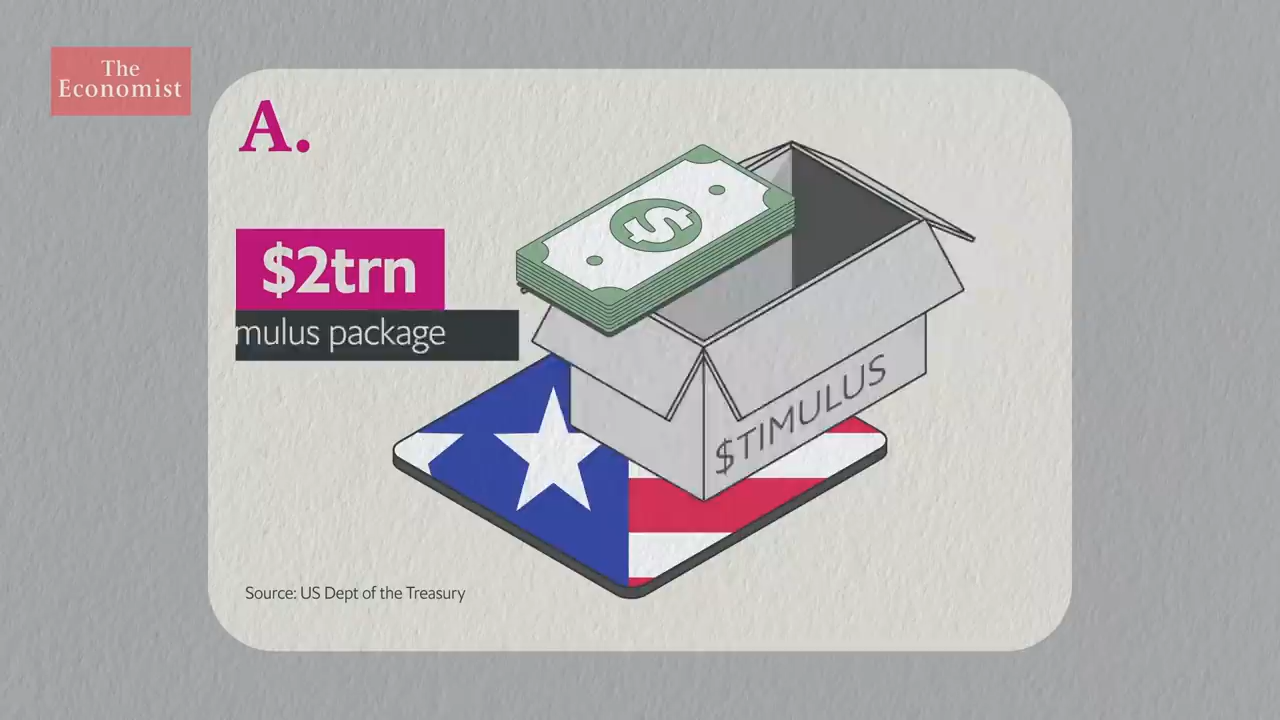 The
Economist
A.
$2trn
mulus package
$TIMULUS
Source: US Dept of the Treasury